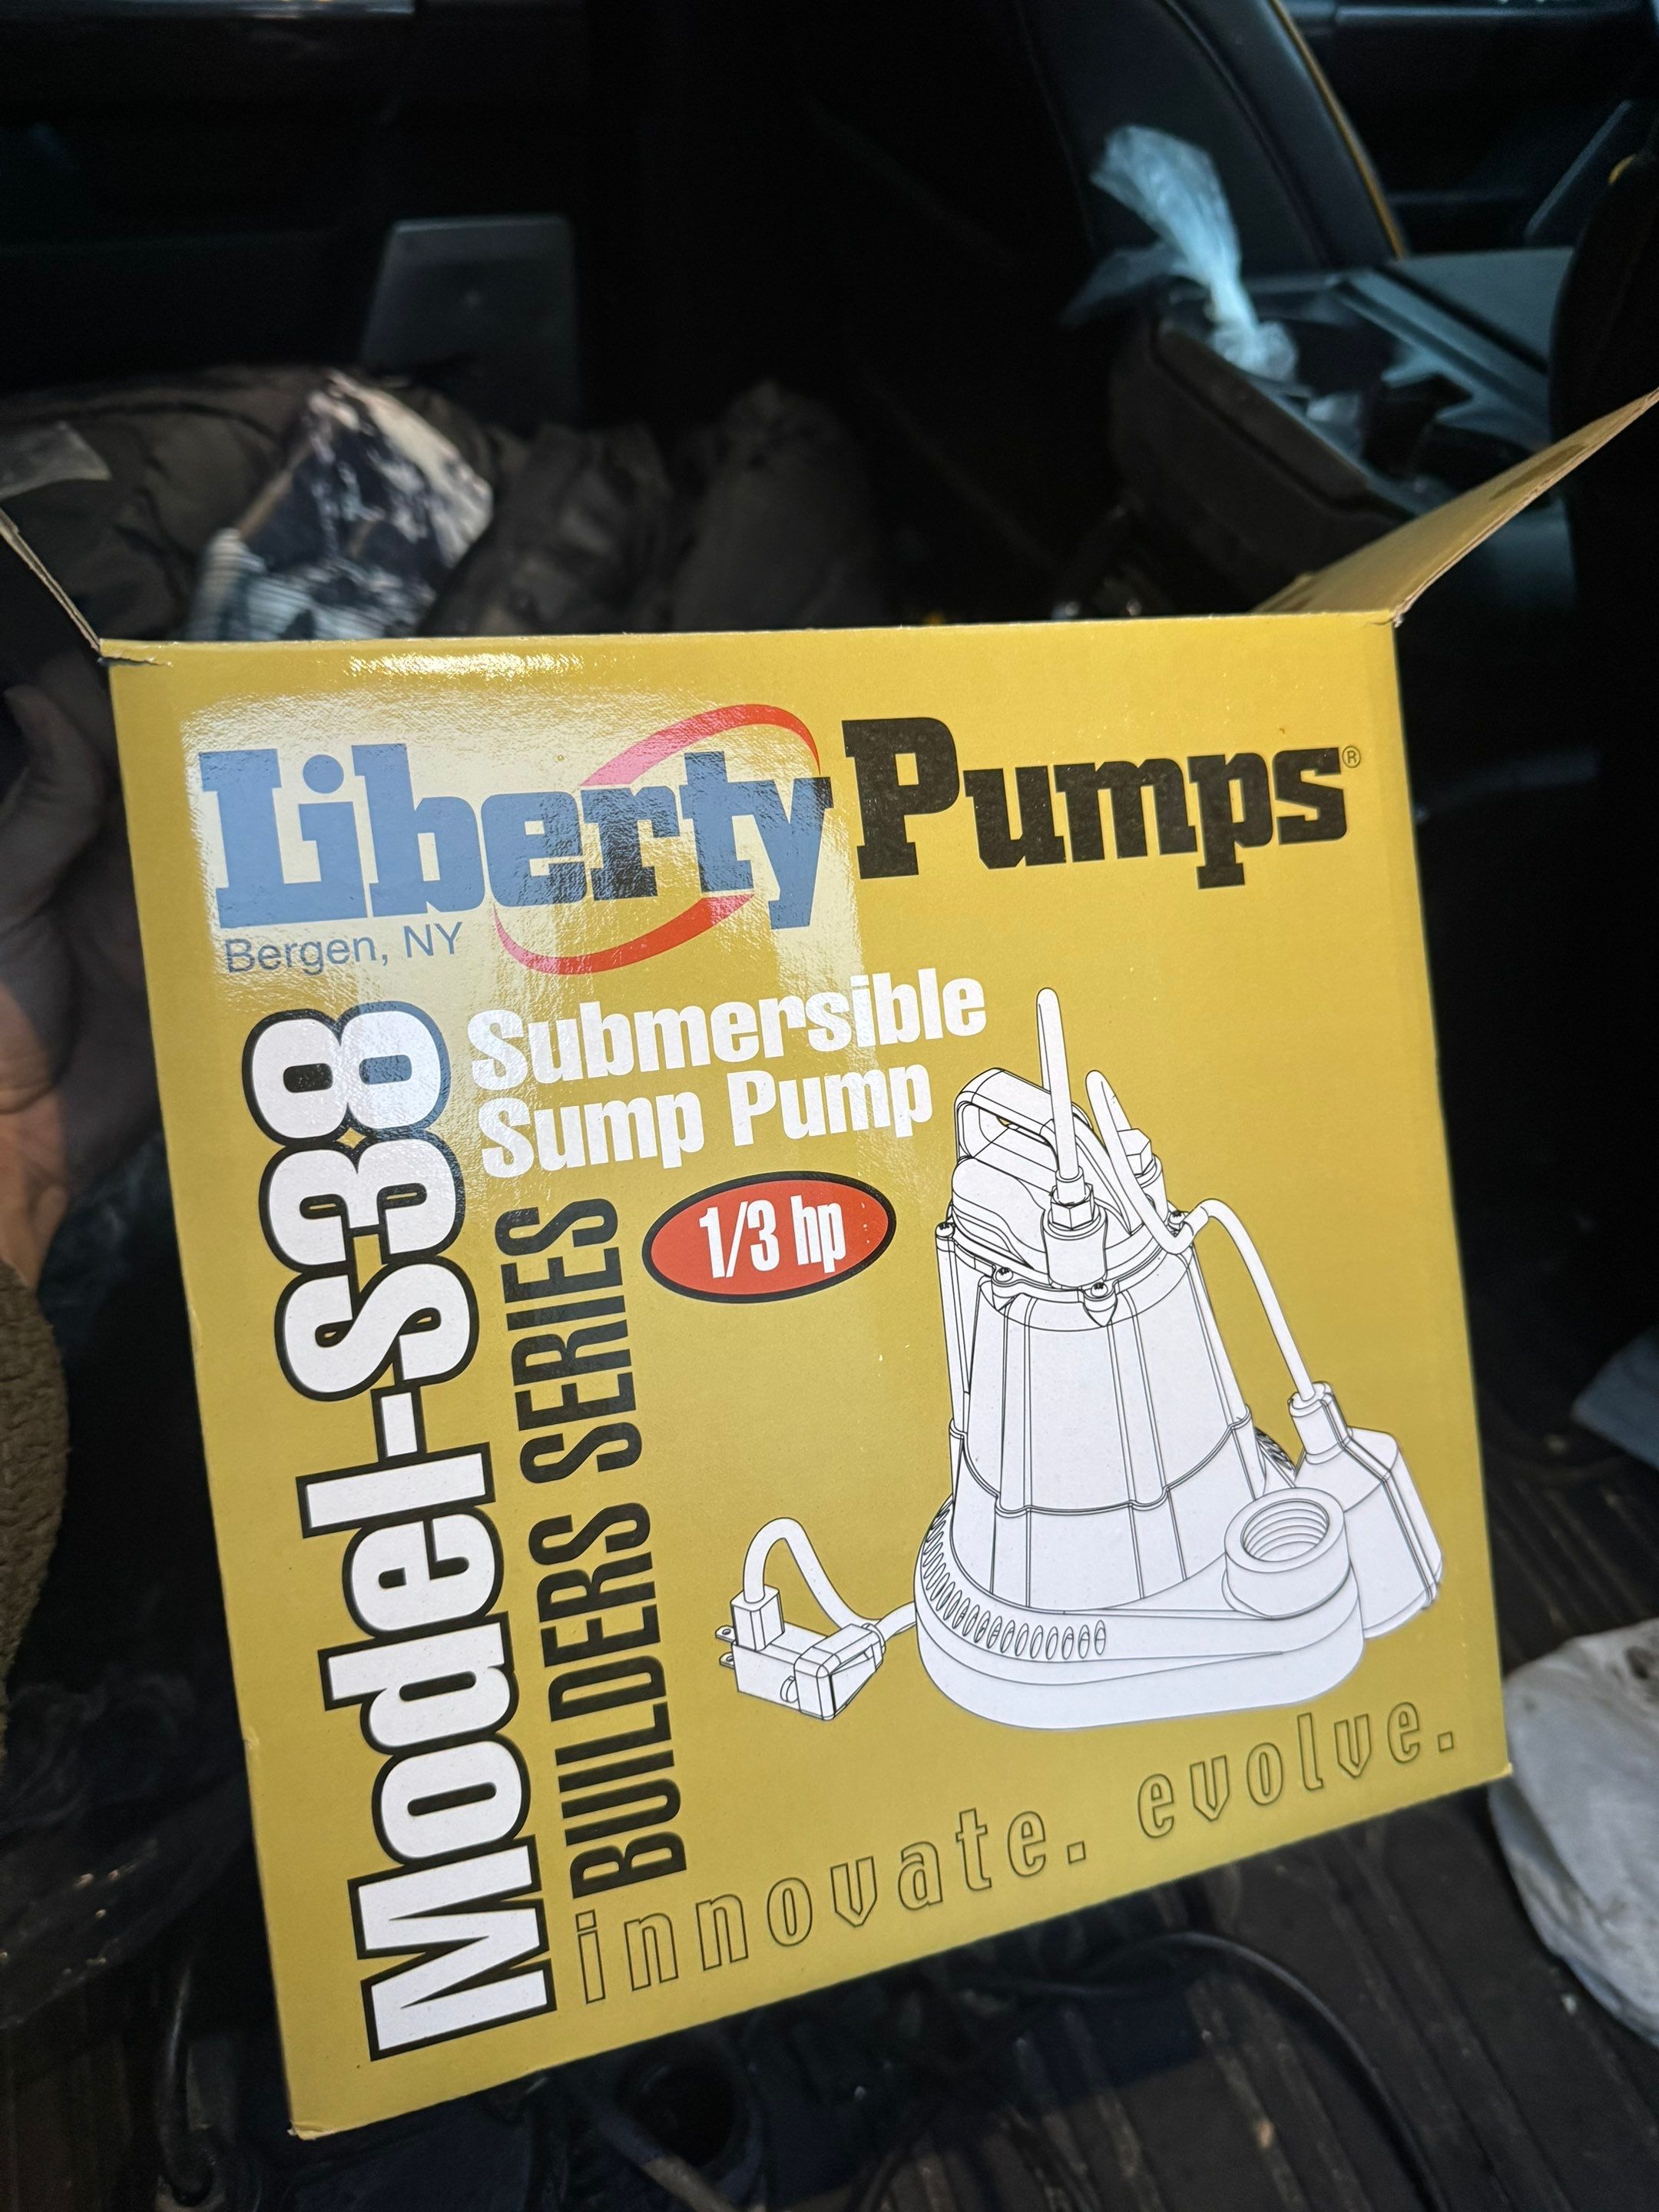 Liberty Pumps®
Bergen, NY
Submersible
Sump Pump
1/3 hp
Model-S38
BUILDERS SERIES
innovate. evolve.